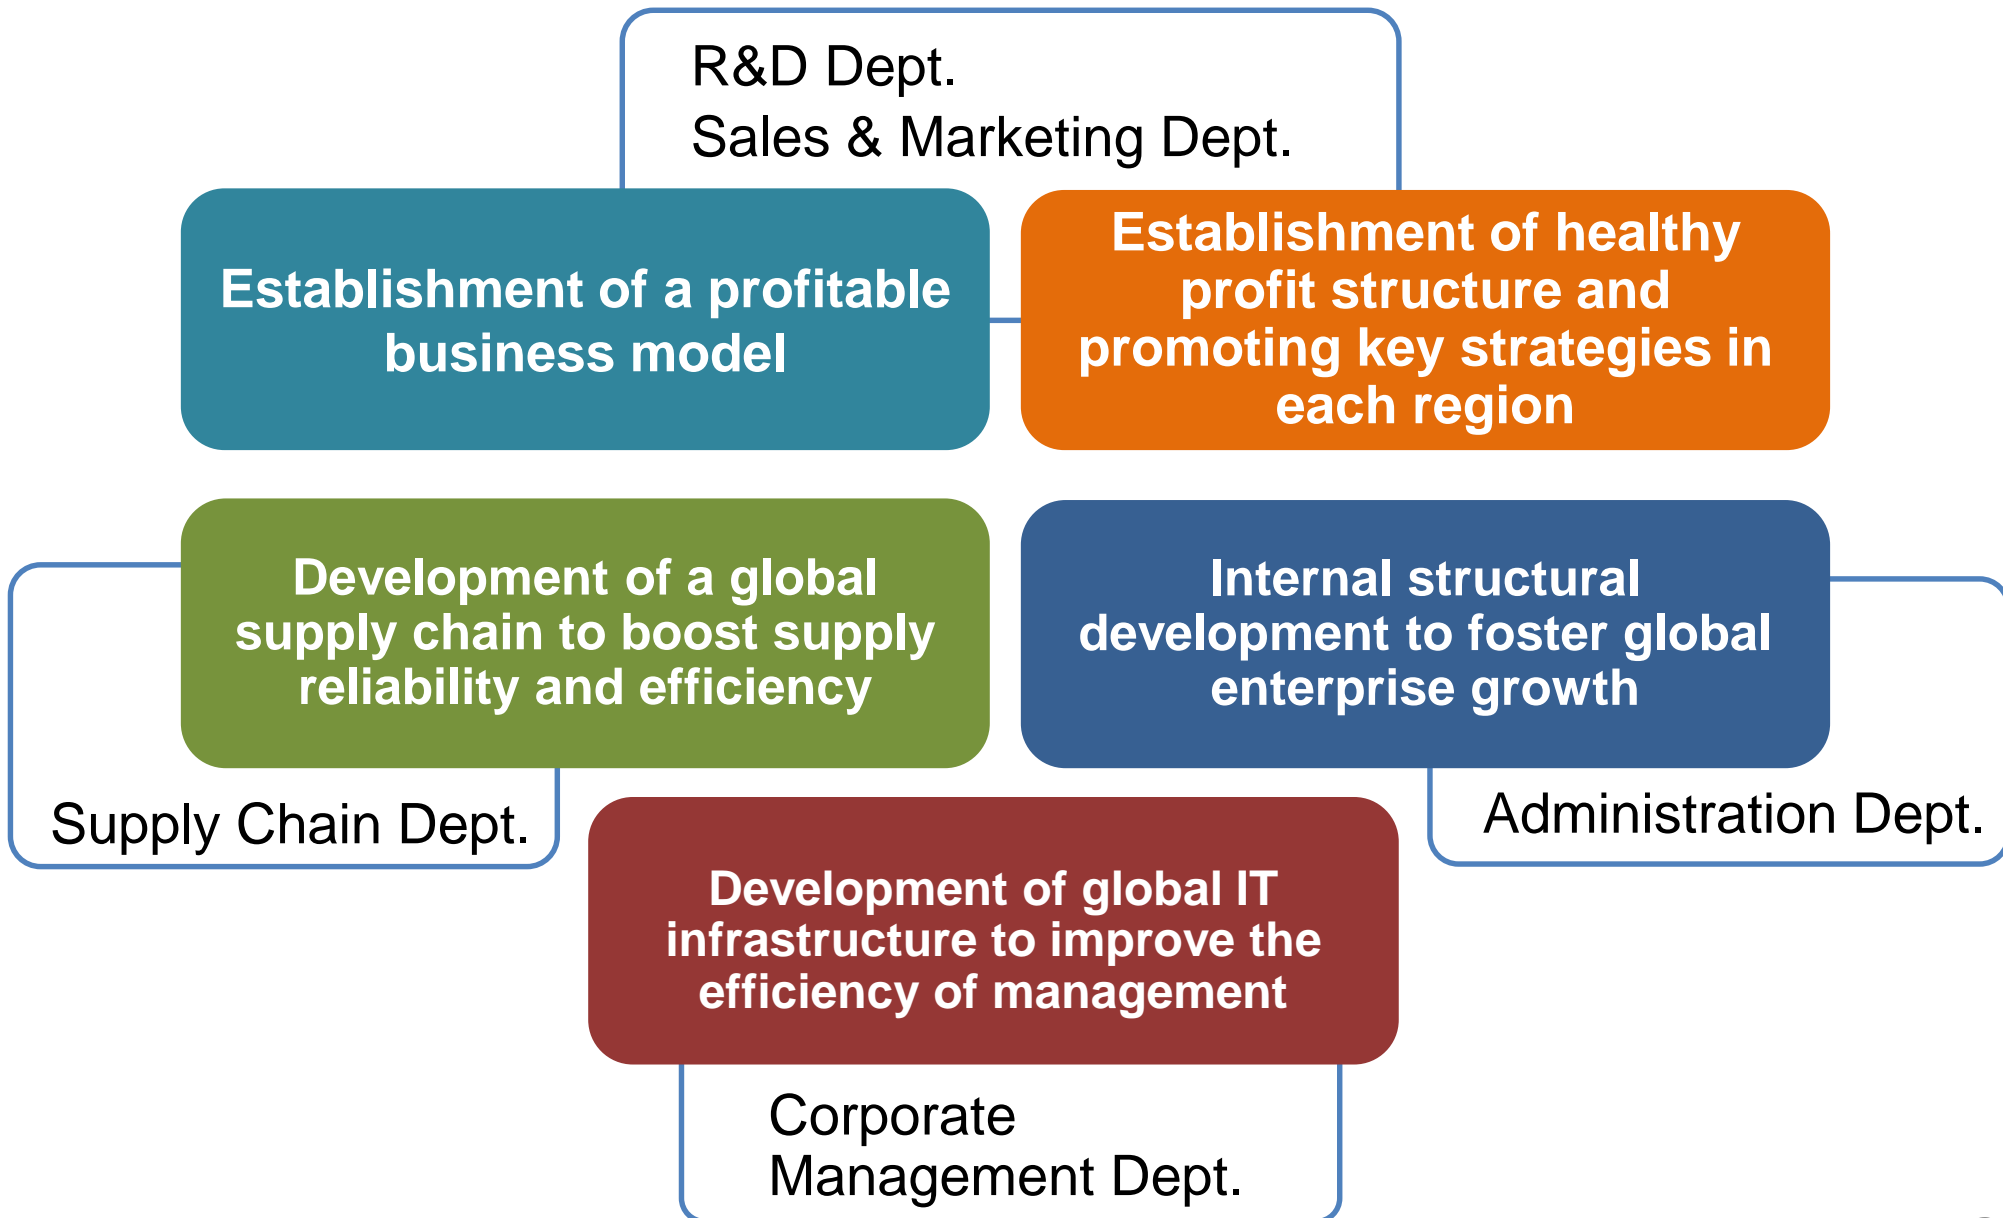 R&D Dept.
Sales & Marketing Dept.
Establishment of a profitable
business model
Establishment of healthy
profit structure and
promoting key strategies in
each region
Development of a global
supply chain to boost supply
reliability and efficiency
Internal structural
development to foster global
enterprise growth
Supply Chain Dept.
Administration Dept.
Development of global IT
infrastructure to improve the
efficiency of management
Corporate
Management Dept.